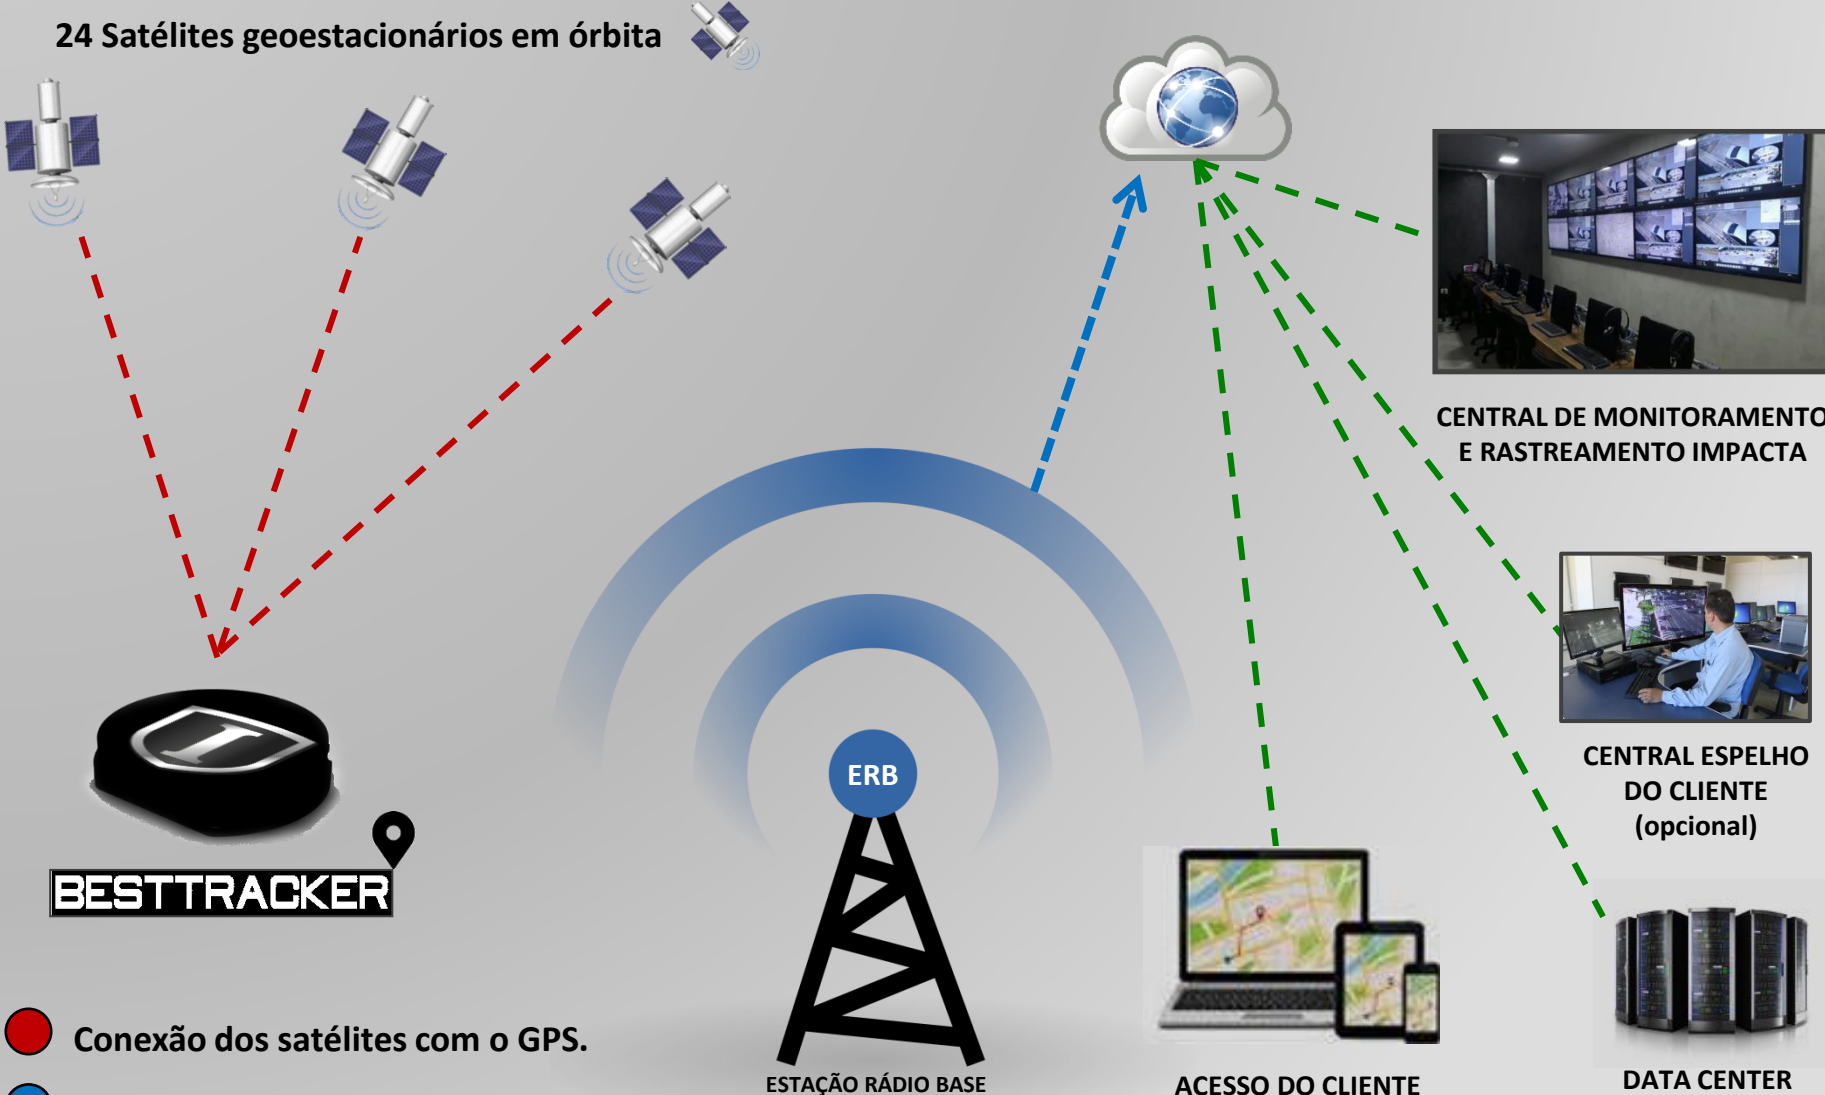 24 Satélites geoestacionários em órbita
CENTRAL DE MONITORAMENTO
E RASTREAMENTO IMPACTA
CENTRAL ESPELHO
DO CLIENTE
(opcional)
ERB
I
BESTTRACKER
Conexão dos satélites com o GPS.
ESTAÇÃO RÁDIO BASE
ACESSO DO CLIENTE
DATA CENTER